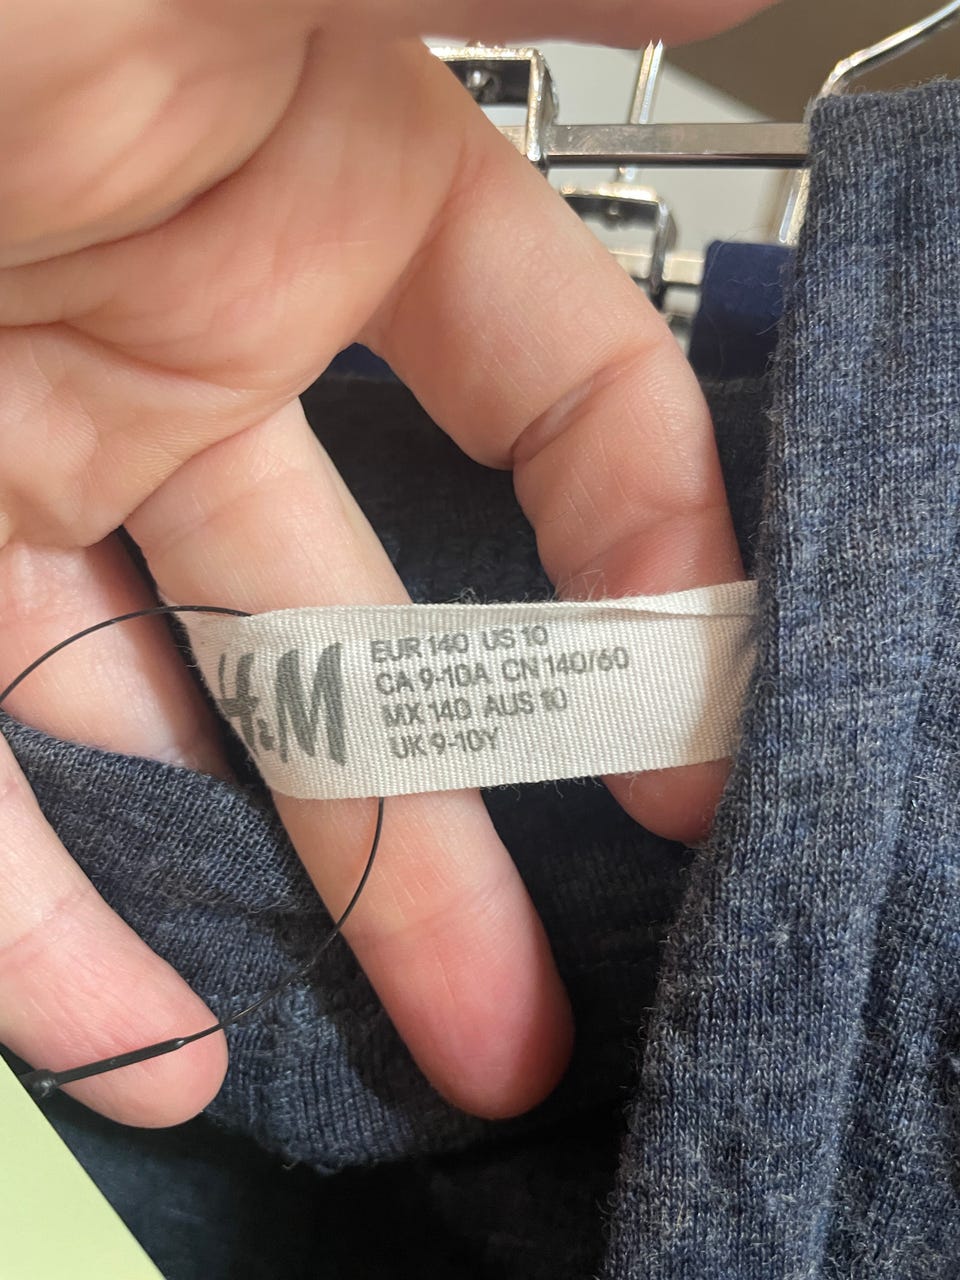 H&M
EUR 140 US 10
CA 9-10A CN 140/60
MX 140 AUS 10
UK 9-10Y